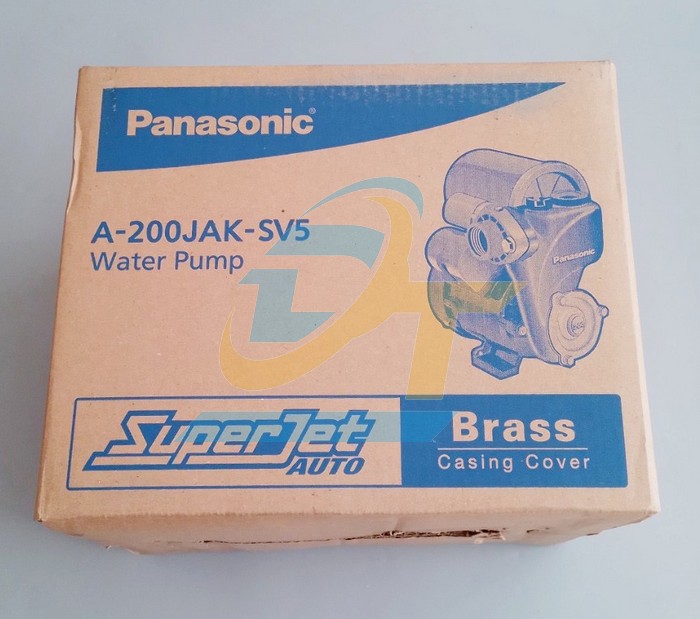 Panasonic®
A-200JAK-SV5
Water Pump
Panasonic
SuperJet
AUTO
Brass
Casing Cover